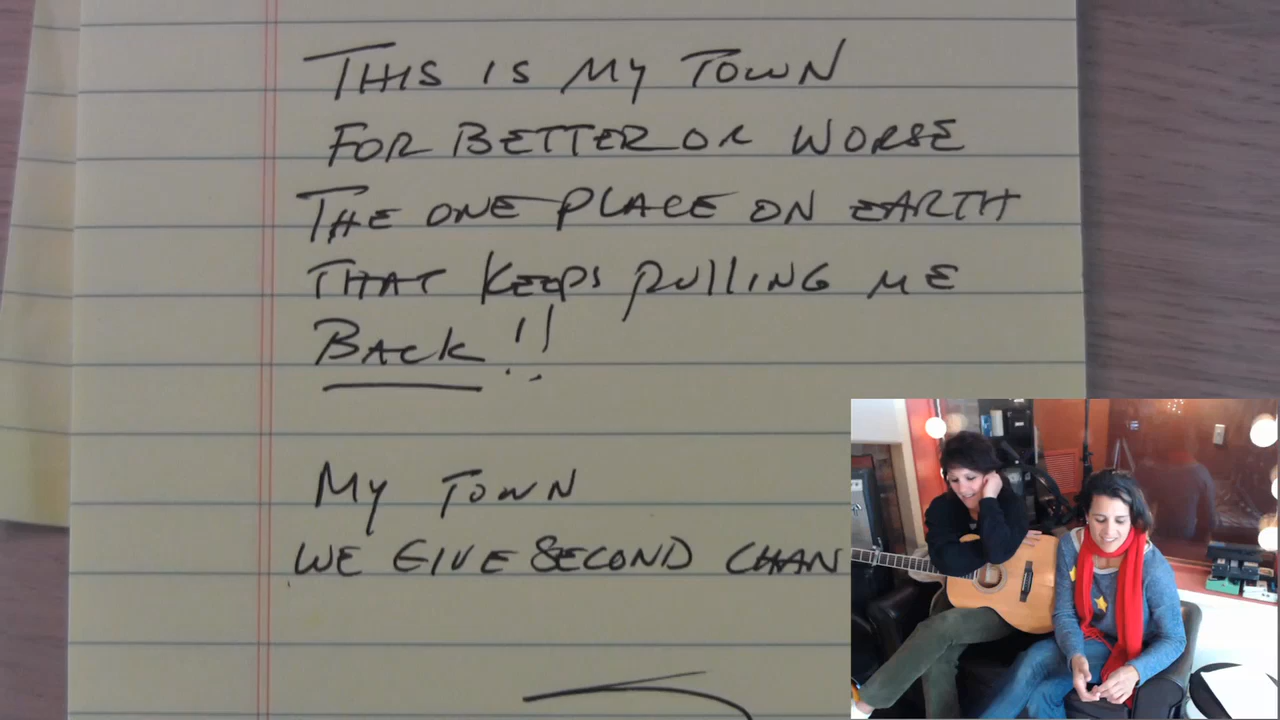 THIS IS MY TOWN
FOR BETTER OR WORSE
THE ONE PLACE ON EARTH
THAT KEEPS PULLING ME
BACK!!
MY TOWN
WE GIVE SECOND CHAN